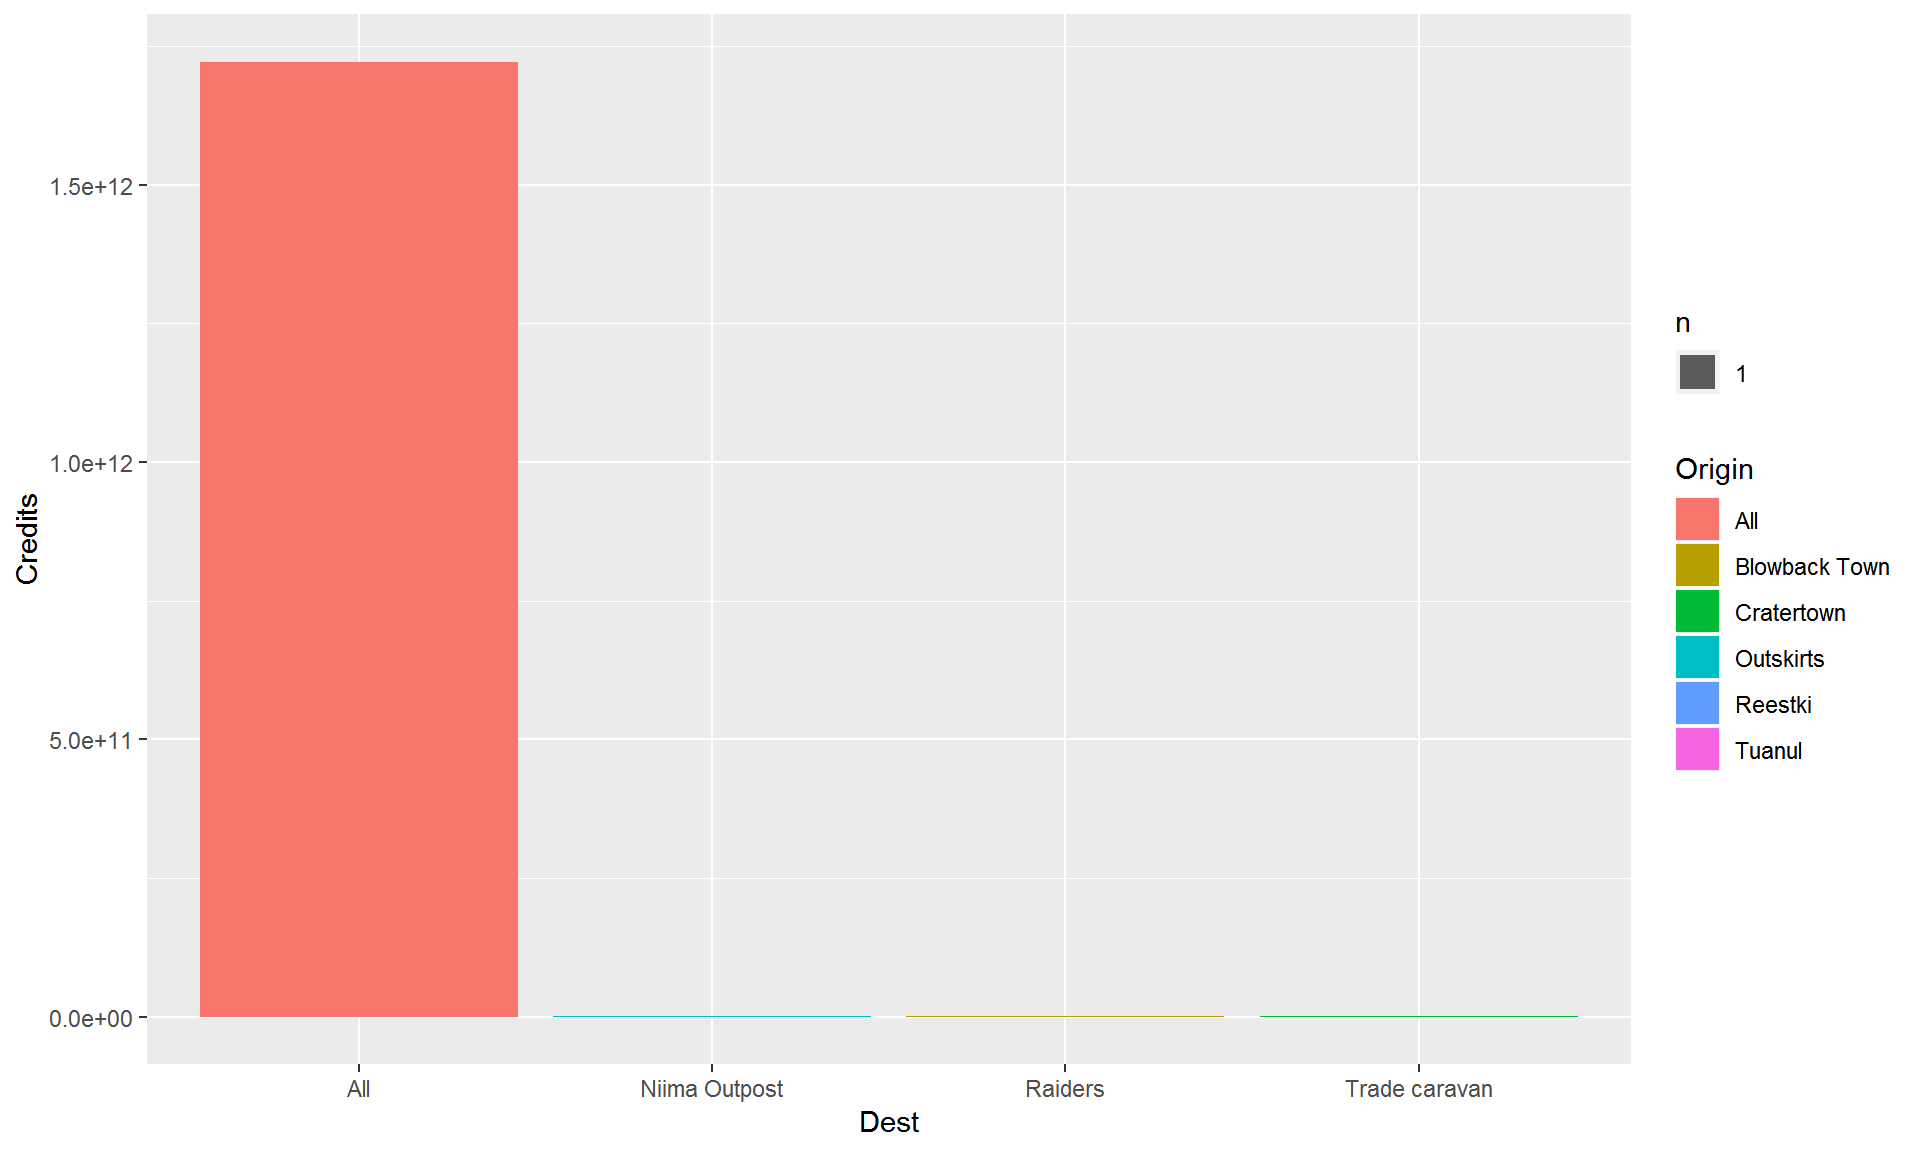 1.5e+12
1.0e+12
5.0e+11
0.0e+00
Credits
All
Niima Outpost
Raiders
Trade caravan
Dest
n
1
Origin
All
Blowback Town
Cratertown
Outskirts
Reestki
Tuanul